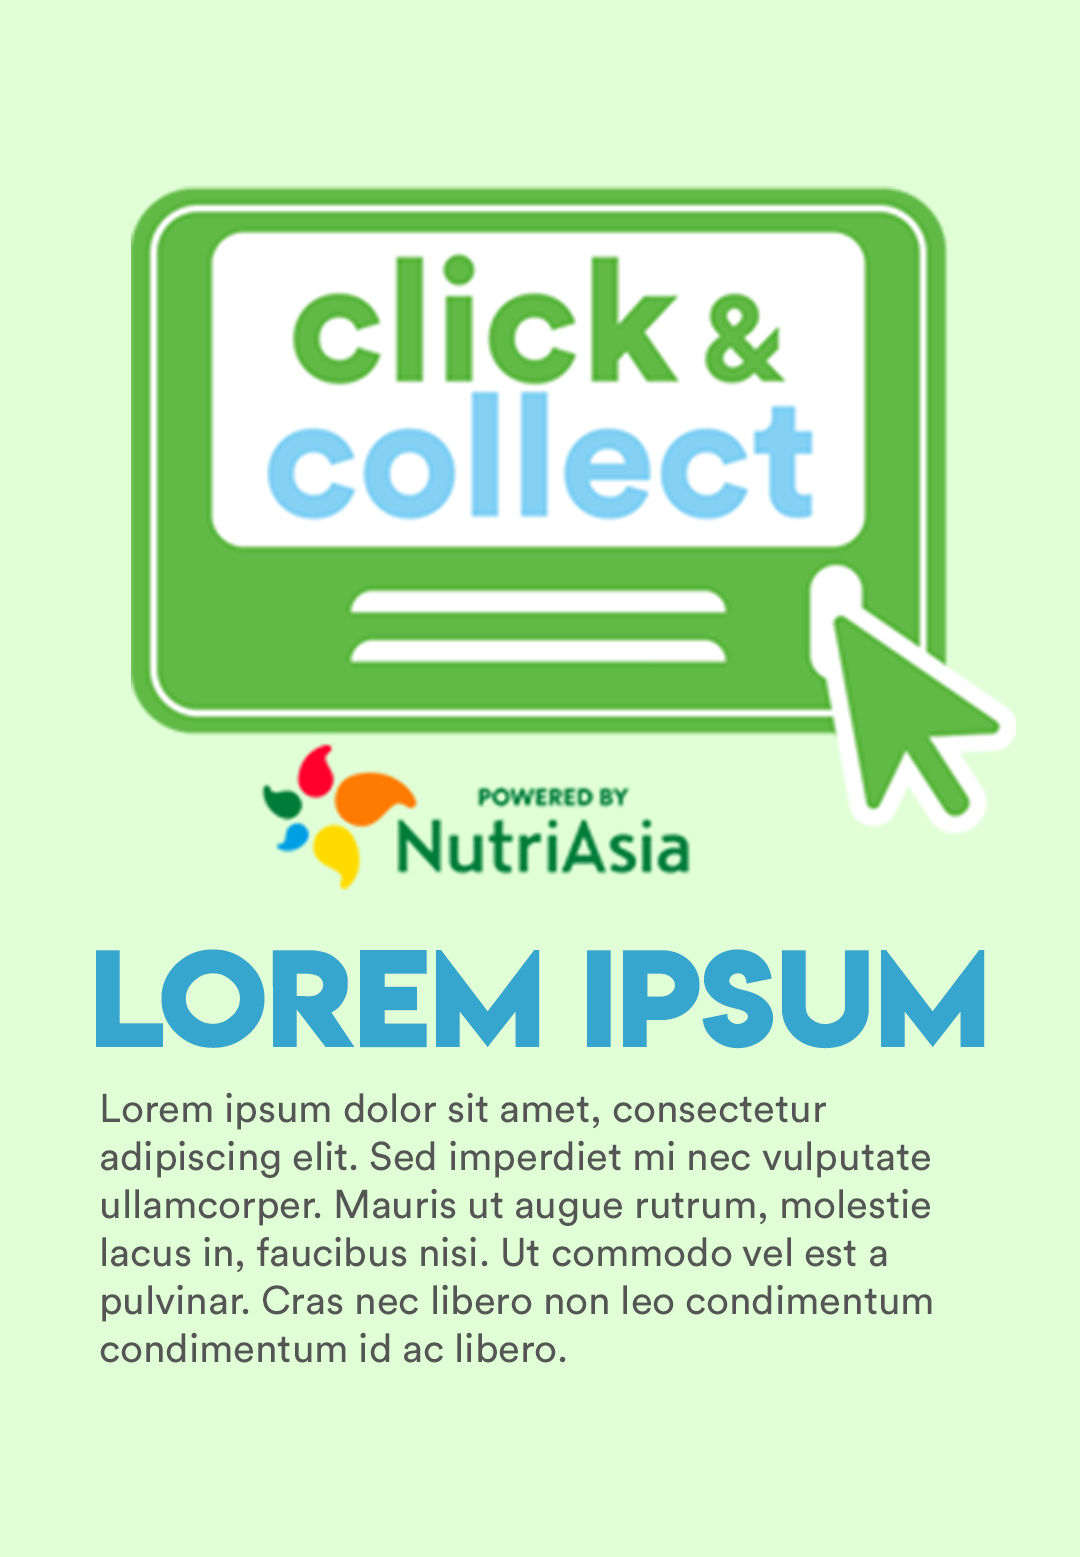 click &
collect
POWERED BY
NutriAsia
LOREM IPSUM
Lorem ipsum dolor sit amet, consectetur
adipiscing elit. Sed imperdiet mi nec vulputate
ullamcorper. Mauris ut augue rutrum, molestie
lacus in, faucibus nisi. Ut commodo vel est a
pulvinar. Cras nec libero non leo condimentum
condimentum id ac libero.